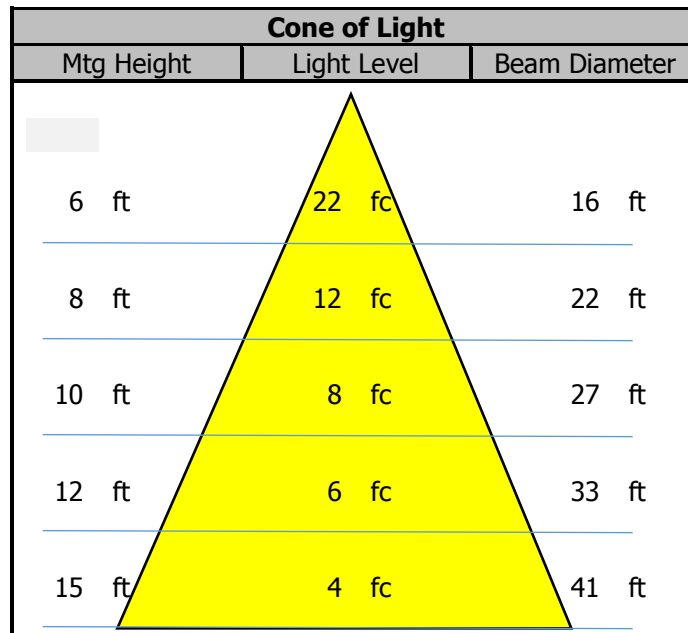 Cone of Light
Mtg Height Light Level Beam Diameter
6 ft 22 fc 16 ft
8 ft 12 fc 22 ft
10 ft 8 fc 27 ft
12 ft 6 fc 33 ft
15 ft 4 fc 41 ft